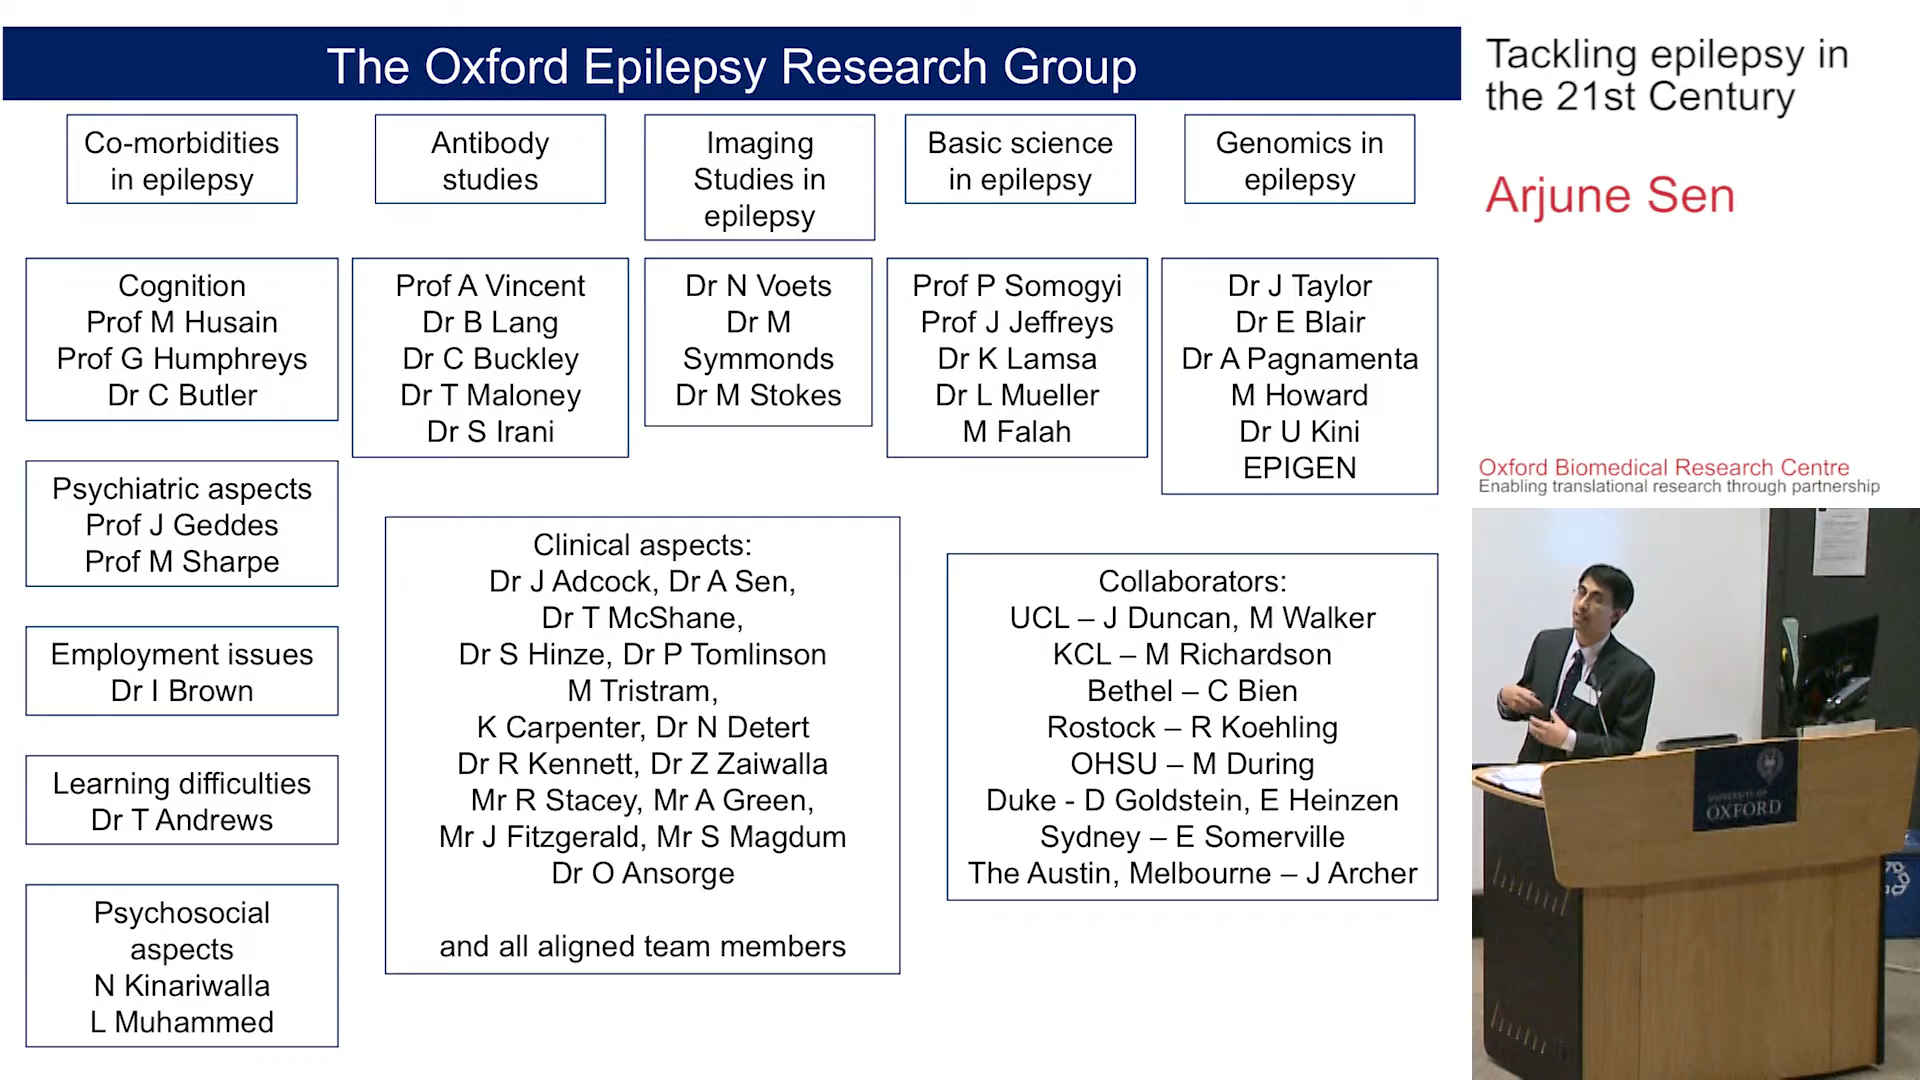 The Oxford Epilepsy Research Group
Co-morbidities
in epilepsy
Antibody
studies
Imaging
Studies in
epilepsy
Basic science
in epilepsy
Genomics in
epilepsy
Cognition
Prof M Husain
Prof G Humphreys
Dr C Butler
Prof A Vincent
Dr B Lang
Dr C Buckley
Dr T Maloney
Dr S Irani
Dr N Voets
Dr M
Symmonds
Dr M Stokes
Prof P Somogyi
Prof J Jeffreys
Dr K Lamsa
Dr L Mueller
M Falah
Dr J Taylor
Dr E Blair
Dr A Pagnamenta
M Howard
Dr U Kini
EPIGEN
Psychiatric aspects
Prof J Geddes
Prof M Sharpe
Employment issues
Dr I Brown
Learning difficulties
Dr T Andrews
Psychosocial
aspects
N Kinariwalla
L Muhammed
Clinical aspects:
Dr J Adcock, Dr A Sen,
Dr T McShane,
Dr S Hinze, Dr P Tomlinson
M Tristram,
K Carpenter, Dr N Detert
Dr R Kennett, Dr Z Zaiwalla
Mr R Stacey, Mr A Green,
Mr J Fitzgerald, Mr S Magdum
Dr O Ansorge
and all aligned team members
Collaborators:
UCL – J Duncan, M Walker
KCL – M Richardson
Bethel – C Bien
Rostock – R Koehling
OHSU – M During
Duke - D Goldstein, E Heinzen
Sydney – E Somerville
The Austin, Melbourne – J Archer
Tackling epilepsy in
the 21st Century
Arjune Sen
Oxford Biomedical Research Centre
Enabling translational research through partnership
UNIVERSITY OF
OXFORD